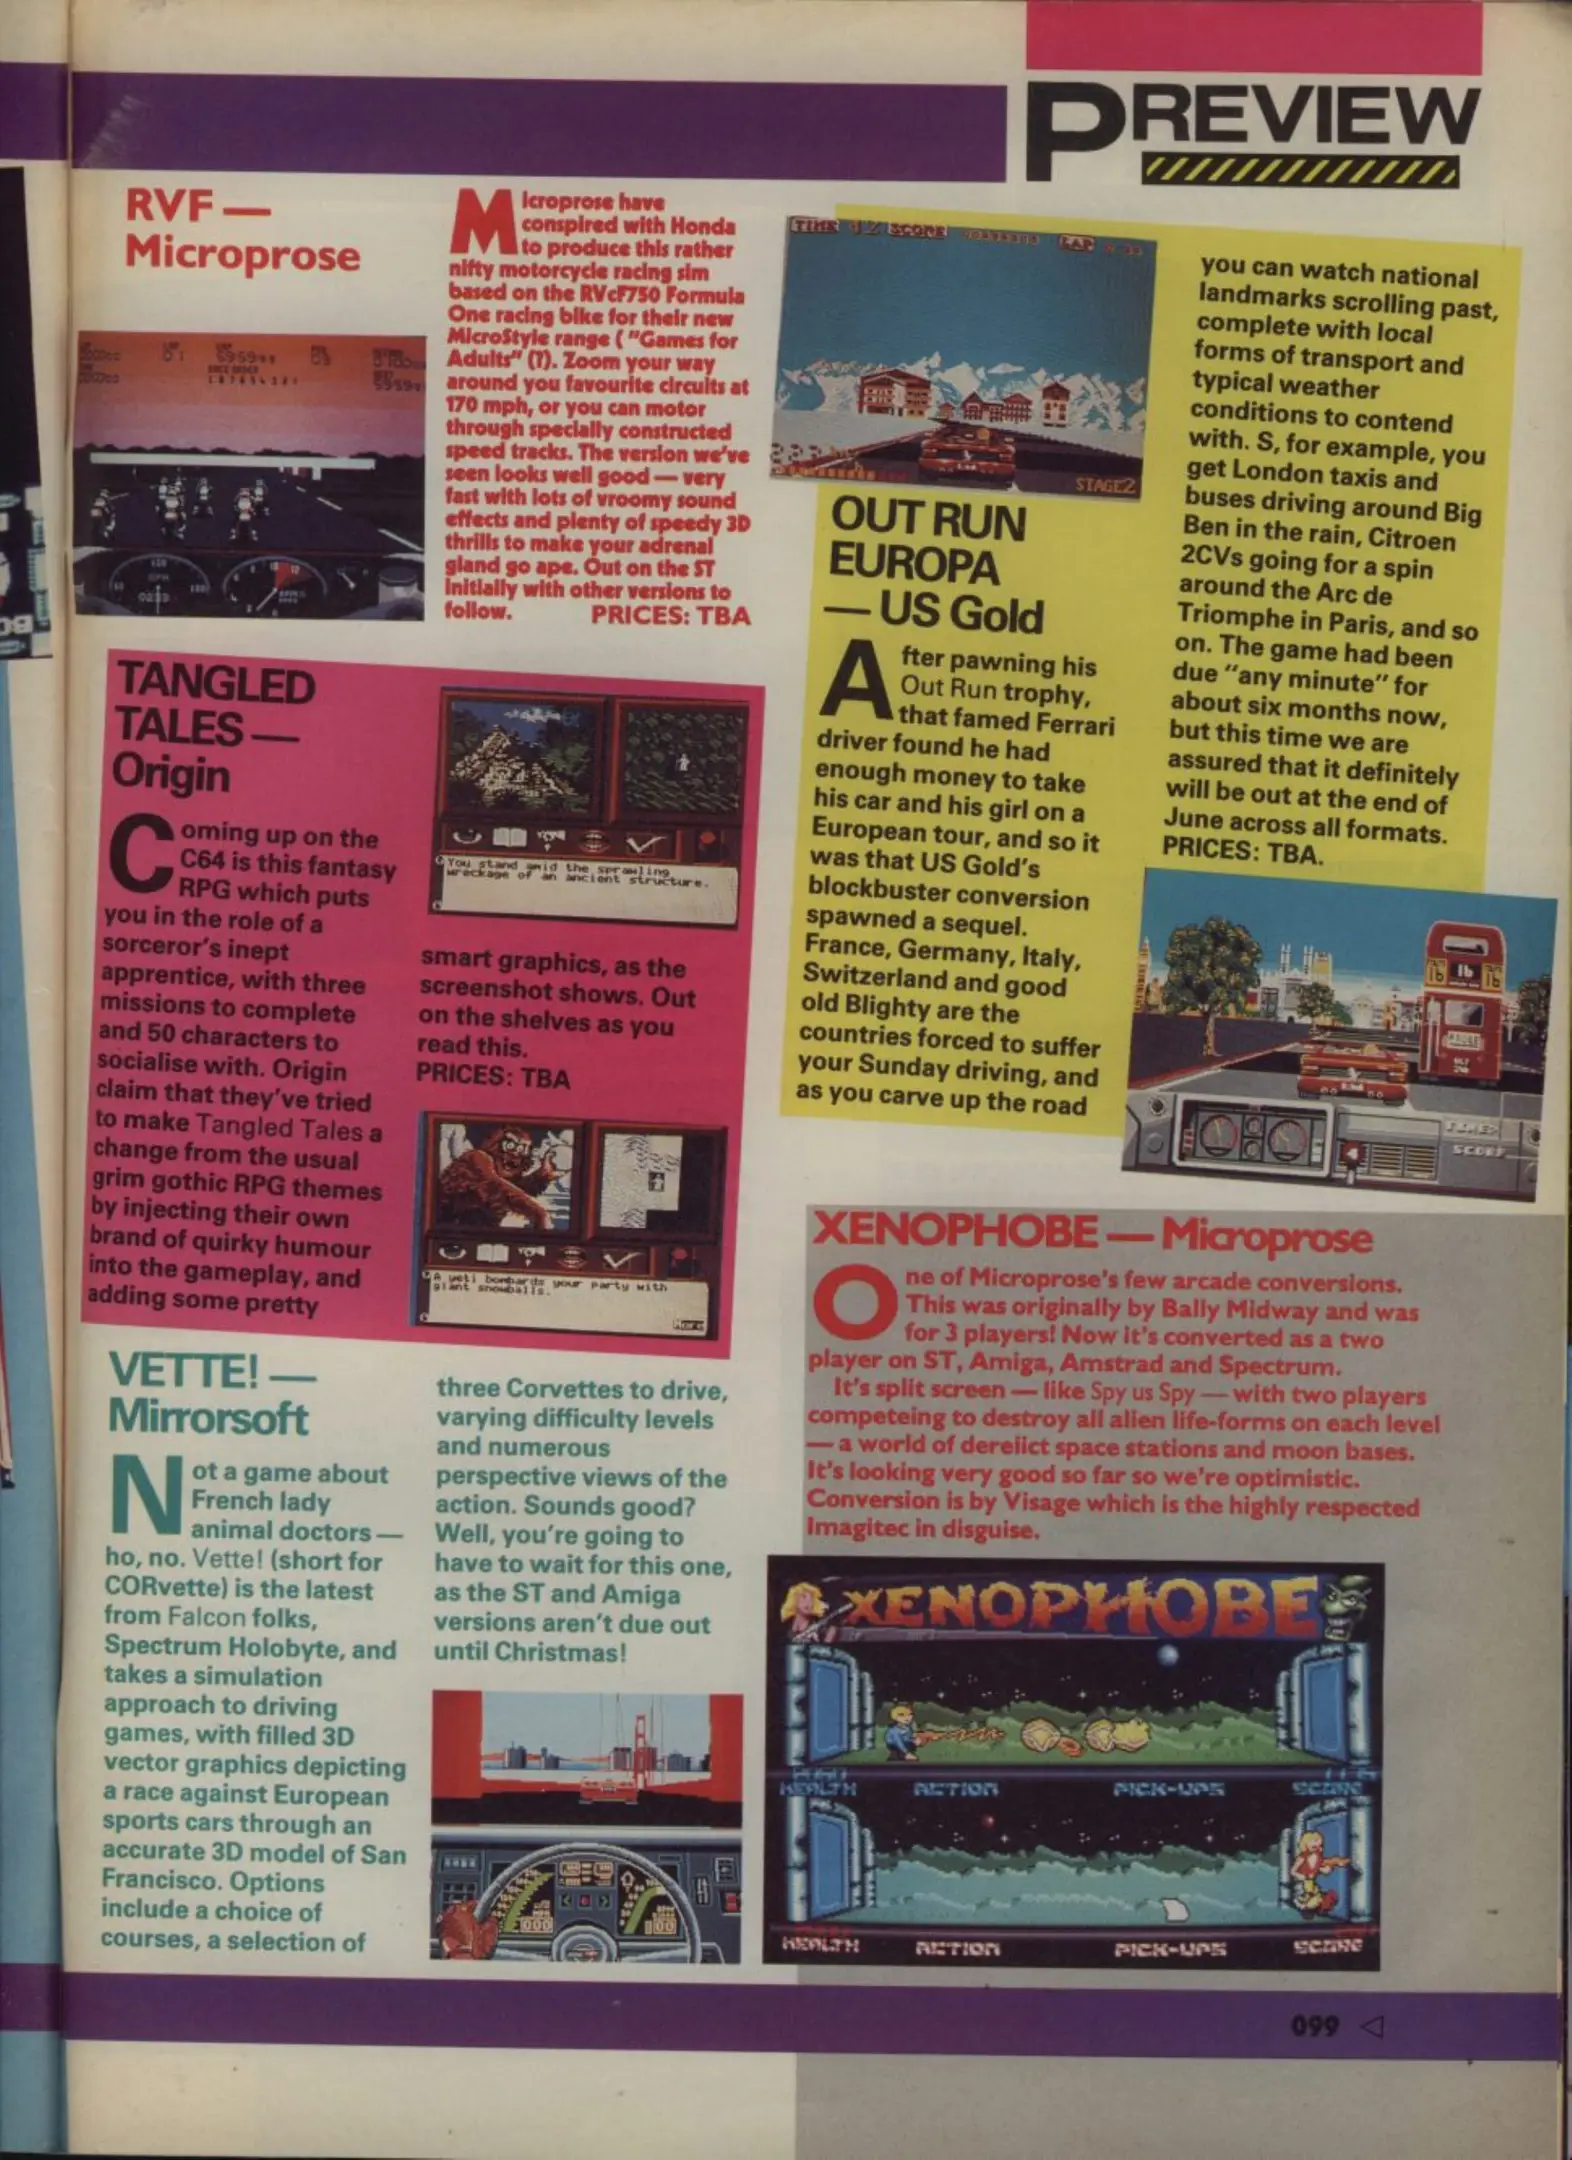 PREVIEW
RVF —
Microprose
Microprose have
conspired with Honda
to produce this rather
nifty motorcycle racing sim
based on the RVcF750 Formula
One racing bike for their new
MicroStyle range ( "Games for
Adults" (?). Zoom your way
around you favourite circuits at
170 mph, or you can motor
through specially constructed
speed tracks. The version we've
seen looks well good — very
fast with lots of vroomy sound
effects and plenty of speedy 3D
thrills to make your adrenal
gland go ape. Out on the ST
initially with other versions to
follow. PRICES: TBA
TANGLED
TALES —
Origin
Coming up on the
C64 is this fantasy
RPG which puts
you in the role of a
sorceror's inept
apprentice, with three
missions to complete
and 50 characters to
socialise with. Origin
claim that they've tried
to make Tangled Tales a
change from the usual
grim gothic RPG themes
by injecting their own
brand of quirky humour
into the gameplay, and
adding some pretty
You stand amid the sprawling
wreckage of an ancient structure.
smart graphics, as the
screenshot shows. Out
on the shelves as you
read this.
PRICES: TBA
A yeti bombards your party with
giant snowballs.
More
VETTE! —
Mirrorsoft
Not a game about
French lady
animal doctors —
ho, no. Vette! (short for
CORvette) is the latest
from Falcon folks,
Spectrum Holobyte, and
takes a simulation
approach to driving
games, with filled 3D
vector graphics depicting
a race against European
sports cars through an
accurate 3D model of San
Francisco. Options
include a choice of
courses, a selection of
three Corvettes to drive,
varying difficulty levels
and numerous
perspective views of the
action. Sounds good?
Well, you're going to
have to wait for this one,
as the ST and Amiga
versions aren't due out
until Christmas!
TIME SCORE LAP
STAGE2
OUT RUN
EUROPA
— US Gold
After pawning his
Out Run trophy,
that famed Ferrari
driver found he had
enough money to take
his car and his girl on a
European tour, and so it
was that US Gold's
blockbuster conversion
spawned a sequel.
France, Germany, Italy,
Switzerland and good
old Blighty are the
countries forced to suffer
your Sunday driving, and
as you carve up the road
you can watch national
landmarks scrolling past,
complete with local
forms of transport and
typical weather
conditions to contend
with. S, for example, you
get London taxis and
buses driving around Big
Ben in the rain, Citroen
2CVs going for a spin
around the Arc de
Triomphe in Paris, and so
on. The game had been
due "any minute" for
about six months now,
but this time we are
assured that it definitely
will be out at the end of
June across all formats.
PRICES: TBA.
16 16 16
TIME
SCORE
XENOPHOBE — Microprose
One of Microprose's few arcade conversions.
This was originally by Bally Midway and was
for 3 players! Now it's converted as a two
player on ST, Amiga, Amstrad and Spectrum.
It's split screen — like Spy us Spy — with two players
competeing to destroy all alien life-forms on each level
— a world of derelict space stations and moon bases.
It's looking very good so far so we're optimistic.
Conversion is by Visage which is the highly respected
Imagitec in disguise.
XENOPHOBE
HEALTH ACTION PICK-UPS SCORE
HEALTH ACTION PICK-UPS SCORE
099